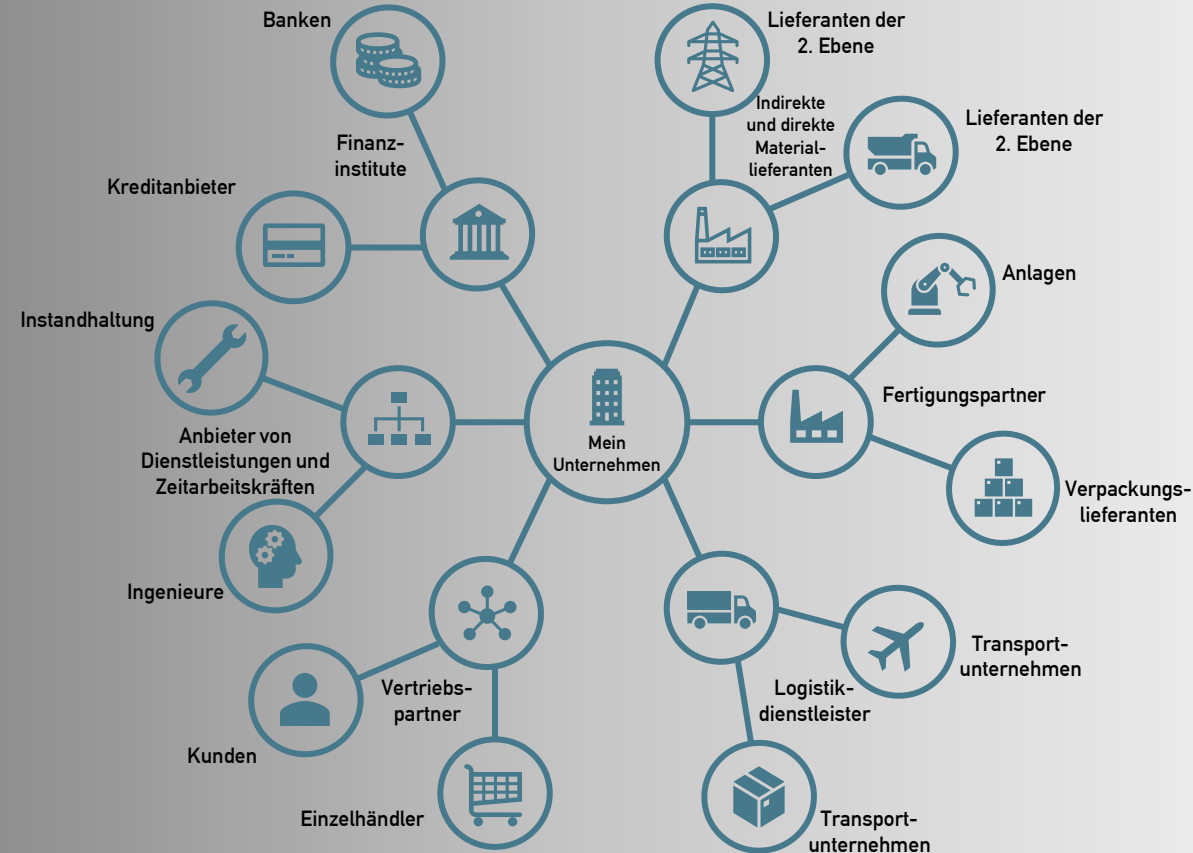 Banken
Lieferanten der
2. Ebene
Indirekte
und direkte
Material-
lieferanten
Lieferanten der
2. Ebene
Finanz-
institute
Kreditanbieter
Anlagen
Instandhaltung
Mein
Unternehmen
Fertigungspartner
Anbieter von
Dienstleistungen und
Zeitarbeitskräften
Verpackungs-
lieferanten
Ingenieure
Transport-
unternehmen
Vertriebs-
partner
Logistik-
dienstleister
Kunden
Einzelhändler
Transport-
unternehmen